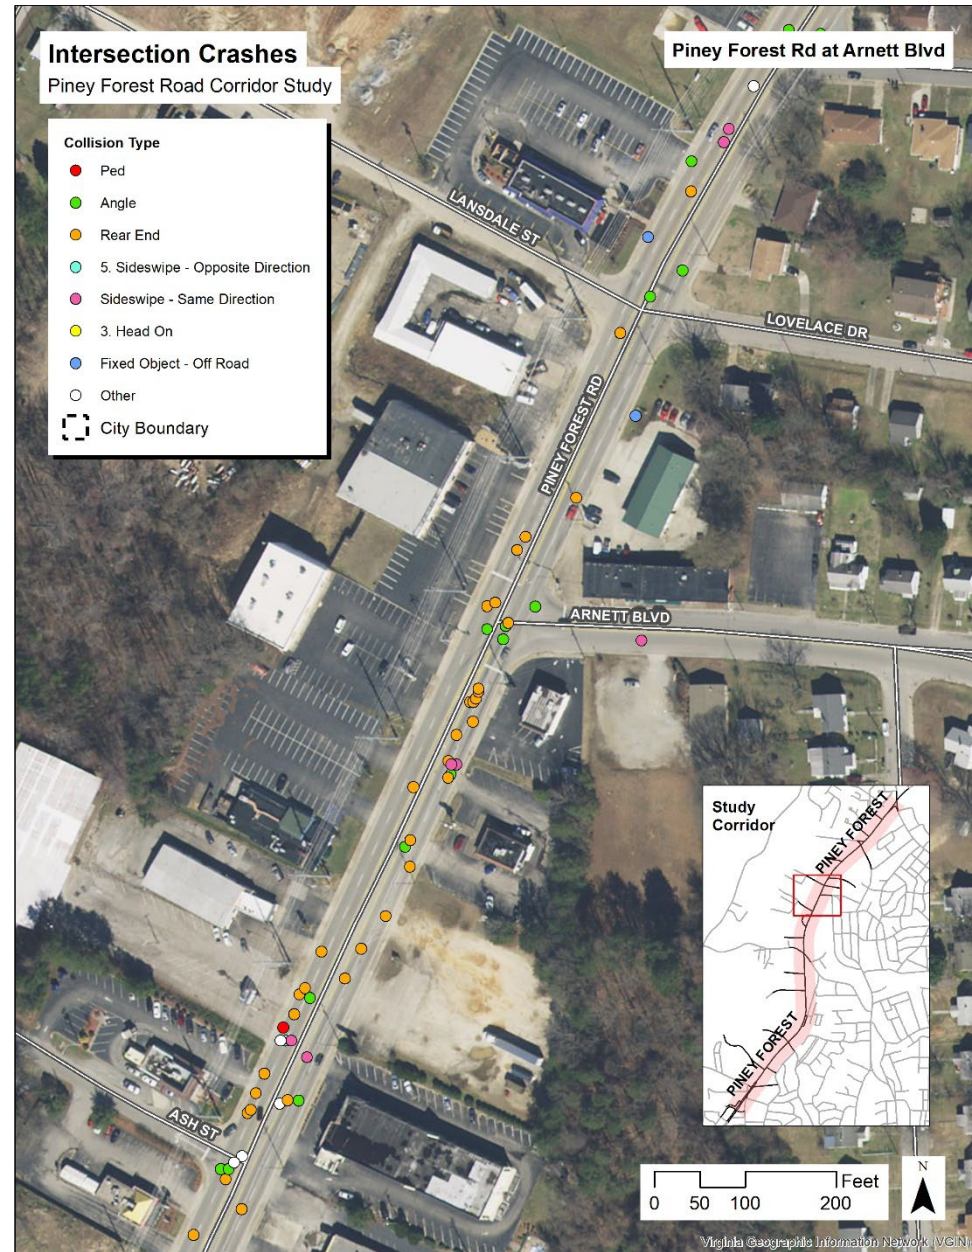 Intersection Crashes
Piney Forest Road Corridor Study
Piney Forest Rd at Arnett Blvd
Collision Type
Ped
Angle
Rear End
5. Sideswipe - Opposite Direction
Sideswipe - Same Direction
3. Head On
Fixed Object - Off Road
Other
City Boundary
LANSDALE ST
LOVELACE DR
PINEY FOREST RD
ARNETT BLVD
ASH ST
Study
Corridor
PINEY FOREST
PINEY FOREST
Feet
0 50 100 200
N
Virginia Geographic Information Network (VGIN)